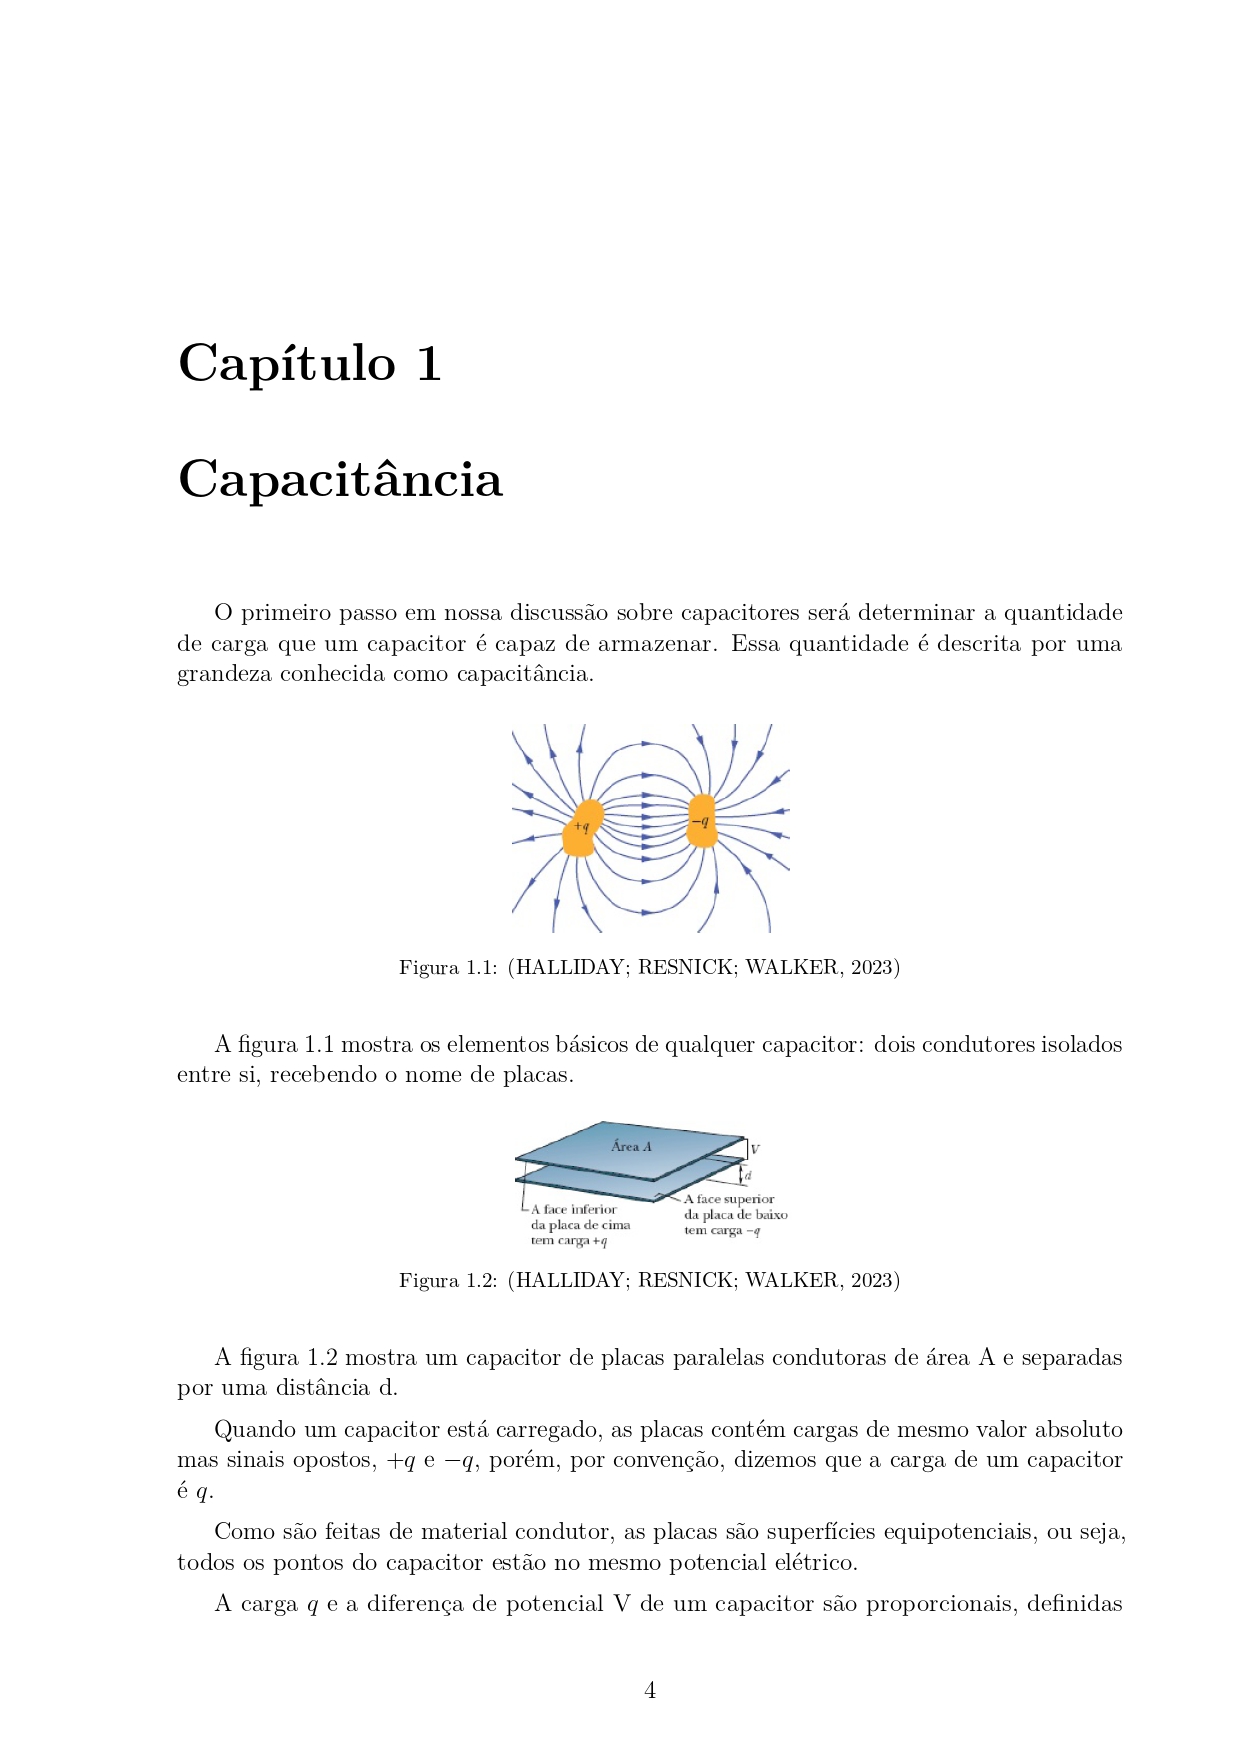 Capítulo 1
Capacitância
O primeiro passo em nossa discussão sobre capacitores será determinar a quantidade
de carga que um capacitor é capaz de armazenar. Essa quantidade é descrita por uma
grandeza conhecida como capacitância.
+q
−q
Figura 1.1: (HALLIDAY; RESNICK; WALKER, 2023)
A figura 1.1 mostra os elementos básicos de qualquer capacitor: dois condutores isolados
entre si, recebendo o nome de placas.
Área A
V
d
A face inferior
da placa de cima
tem carga +q
A face superior
da placa de baixo
tem carga −q
Figura 1.2: (HALLIDAY; RESNICK; WALKER, 2023)
A figura 1.2 mostra um capacitor de placas paralelas condutoras de área A e separadas
por uma distância d.
Quando um capacitor está carregado, as placas contém cargas de mesmo valor absoluto
mas sinais opostos, +q e −q, porém, por convenção, dizemos que a carga de um capacitor
é q.
Como são feitas de material condutor, as placas são superfícies equipotenciais, ou seja,
todos os pontos do capacitor estão no mesmo potencial elétrico.
A carga q e a diferença de potencial V de um capacitor são proporcionais, definidas
4